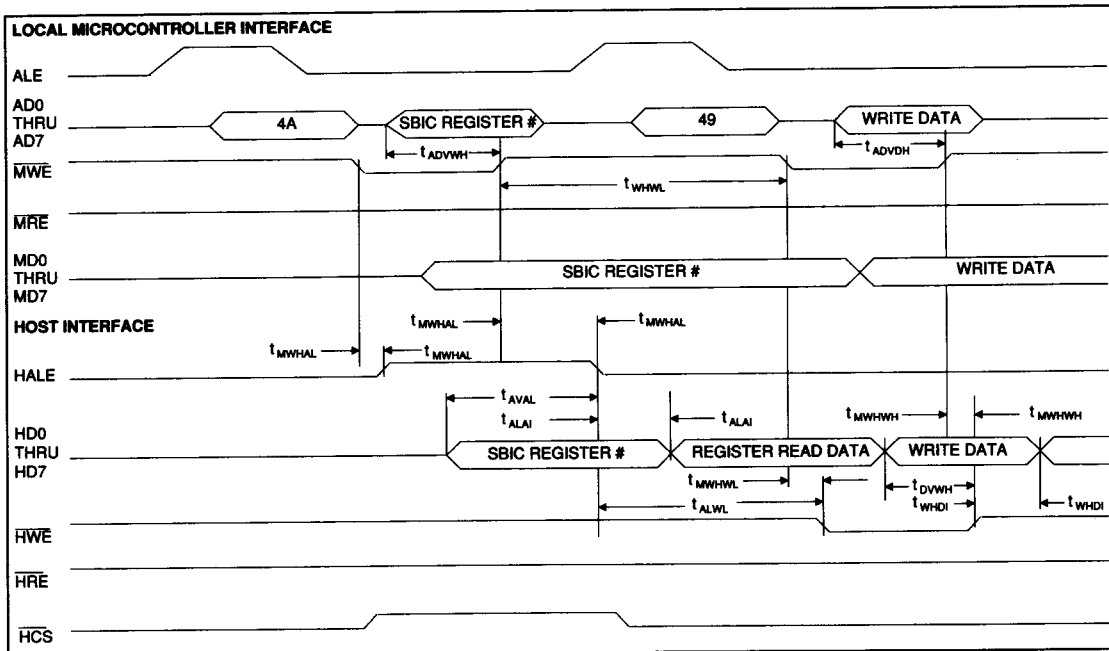 LOCAL MICROCONTROLLER INTERFACE
ALE
AD0
THRU
AD7
4A
SBIC REGISTER #
49
WRITE DATA
tADVWH
tADVDH
MWE
tWHWL
MRE
MD0
THRU
MD7
SBIC REGISTER #
WRITE DATA
HOST INTERFACE
tMWHAL
tMWHAL
tMWHAL
tMWHAL
HALE
tAVAL
tALAI
tALAI
tMWHWH
tMWHWH
HD0
THRU
HD7
SBIC REGISTER #
REGISTER READ DATA
WRITE DATA
tMWHWL
tDVWH
tALWL
tWHDI
tWHDI
HWE
HRE
HCS